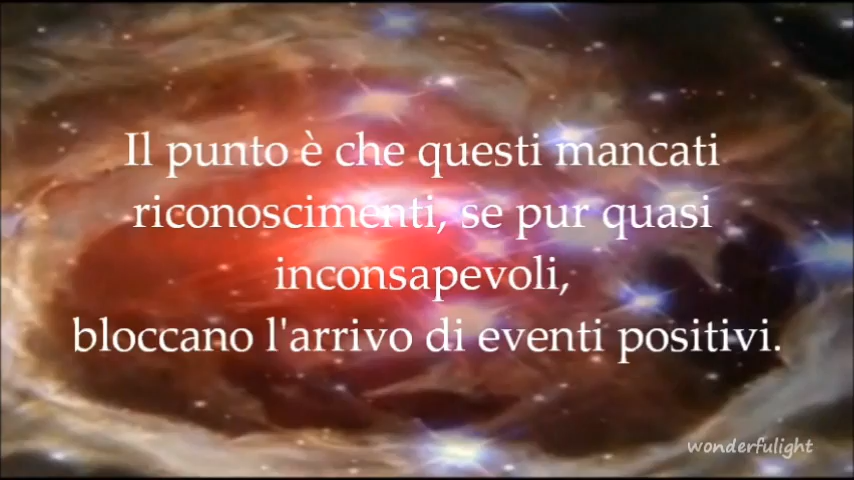 Il punto è che questi mancati
riconoscimenti, se pur quasi
inconsapevoli,
bloccano l'arrivo di eventi positivi.
wonderfulight